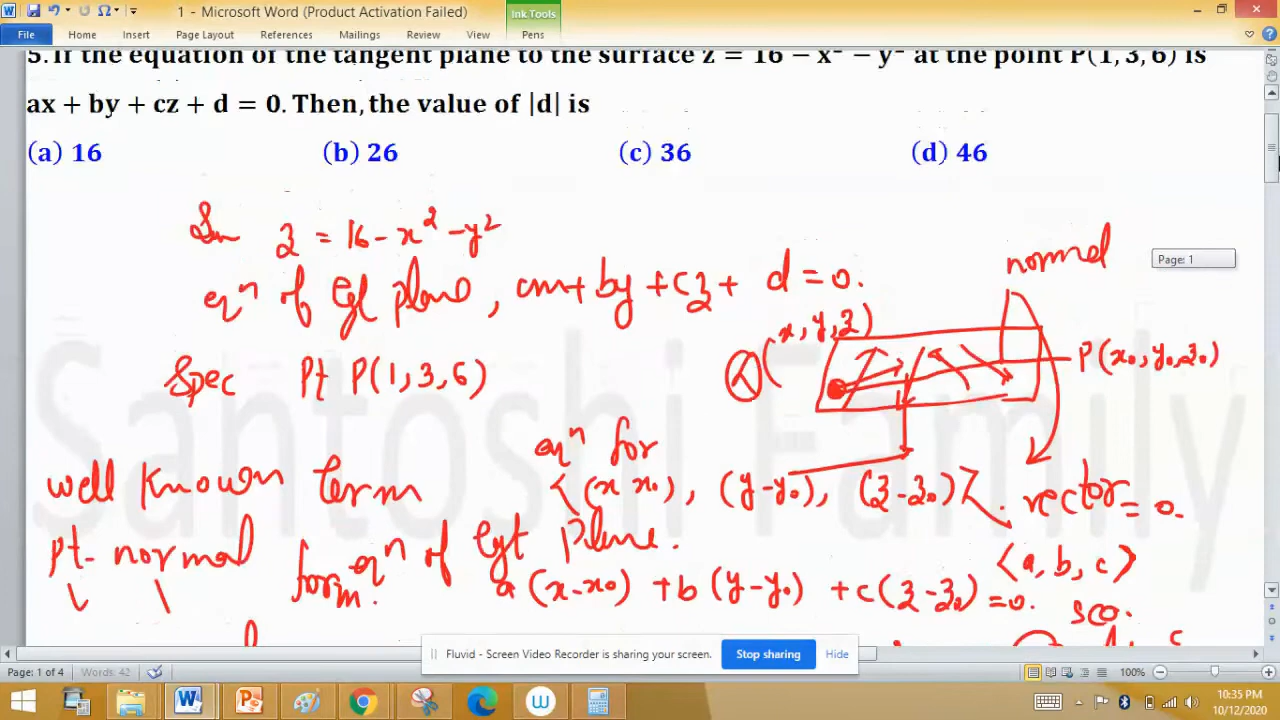 1 - Microsoft Word (Product Activation Failed)
Ink Tools
File Home Insert Page Layout References Mailings Review View Pens
5. If the equation of the tangent plane to the surface z = 16 − x² − y² at the point P(1, 3, 6) is
ax + by + cz + d = 0. Then, the value of |d| is
(a) 16 (b) 26 (c) 36 (d) 46
z = 16 - x² - y²
eqⁿ of Tgt plane, ax + by + cz + d = 0.
normal
(x, y, z)
P(x₀, y₀, z₀)
Spec Pt P(1, 3, 6)
Page: 1
eqⁿ for
well known term
<(x x₀), (y-y₀), (z-z₀)>. vector = 0.
pt- normal form eqⁿ of Tgt Plane.
<a, b, c>
a (x-x₀) + b (y-y₀) + c (z-z₀) = 0.
Santoshi Family
Fluvid - Screen Video Recorder is sharing your screen. Stop sharing Hide
Page: 1 of 4 Words: 42 100%
10:35 PM
10/12/2020